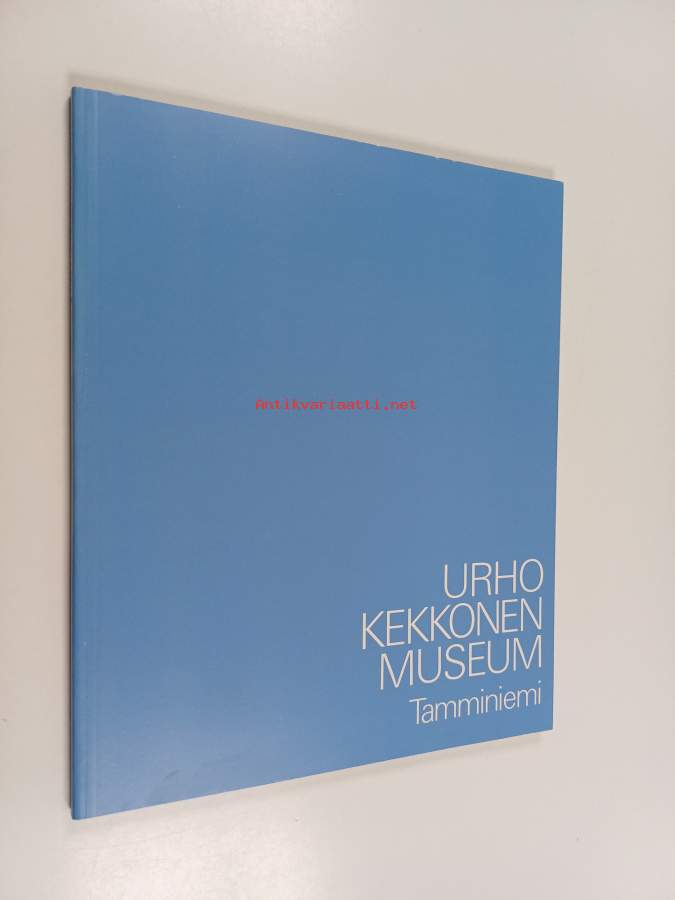 Antikvariaatti.net
URHO
KEKKONEN
MUSEUM
Tamminiemi